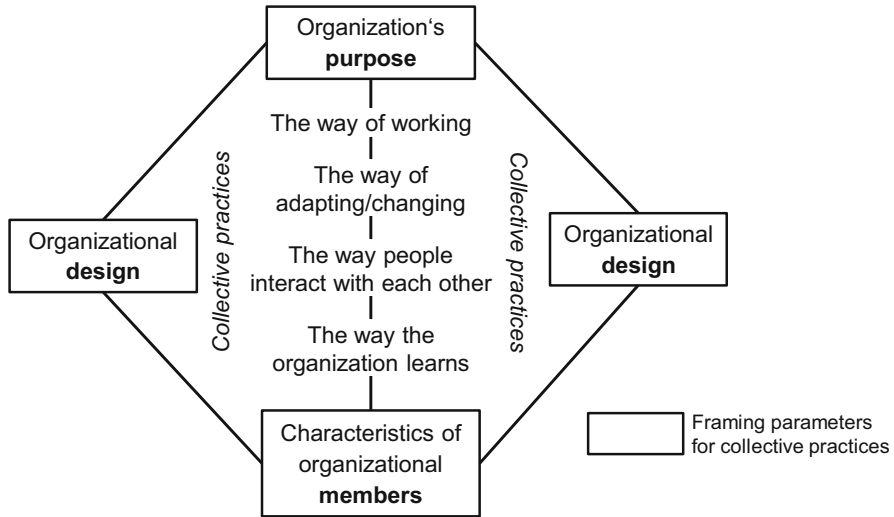 Organization‘s
purpose
The way of working
The way of
adapting/changing
The way people
interact with each other
The way the
organization learns
Collective practices
Collective practices
Organizational
design
Organizational
design
Characteristics of
organizational
members
Framing parameters
for collective practices